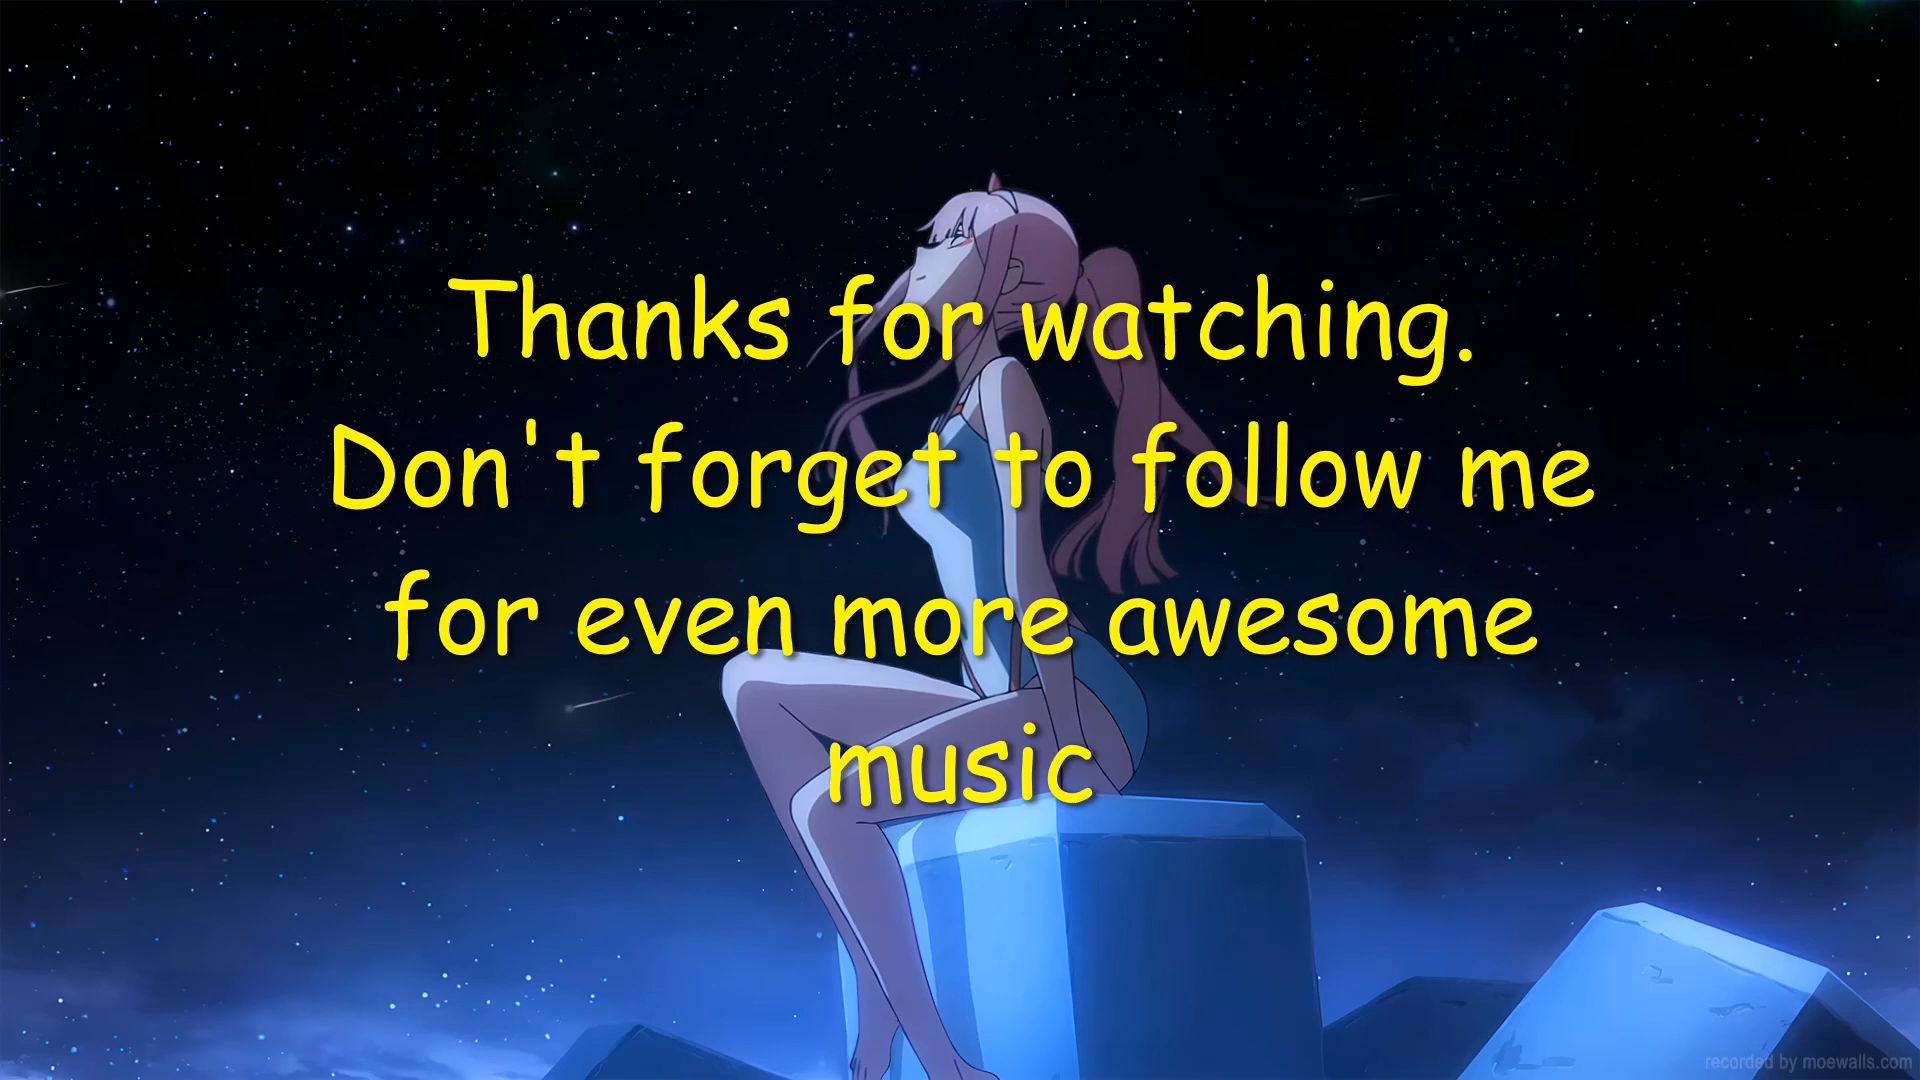 Thanks for watching.
Don't forget to follow me
for even more awesome
music
recorded by moewalls.com